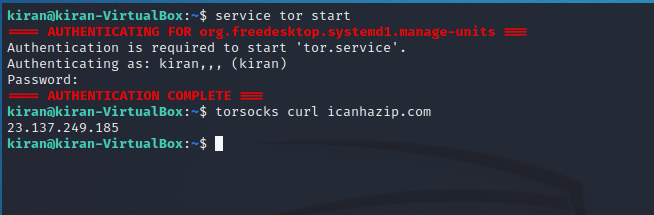 kiran@kiran-VirtualBox:~$ service tor start
==== AUTHENTICATING FOR org.freedesktop.systemd1.manage-units ===
Authentication is required to start 'tor.service'.
Authenticating as: kiran,,, (kiran)
Password:
==== AUTHENTICATION COMPLETE ===
kiran@kiran-VirtualBox:~$ torsocks curl icanhazip.com
23.137.249.185
kiran@kiran-VirtualBox:~$